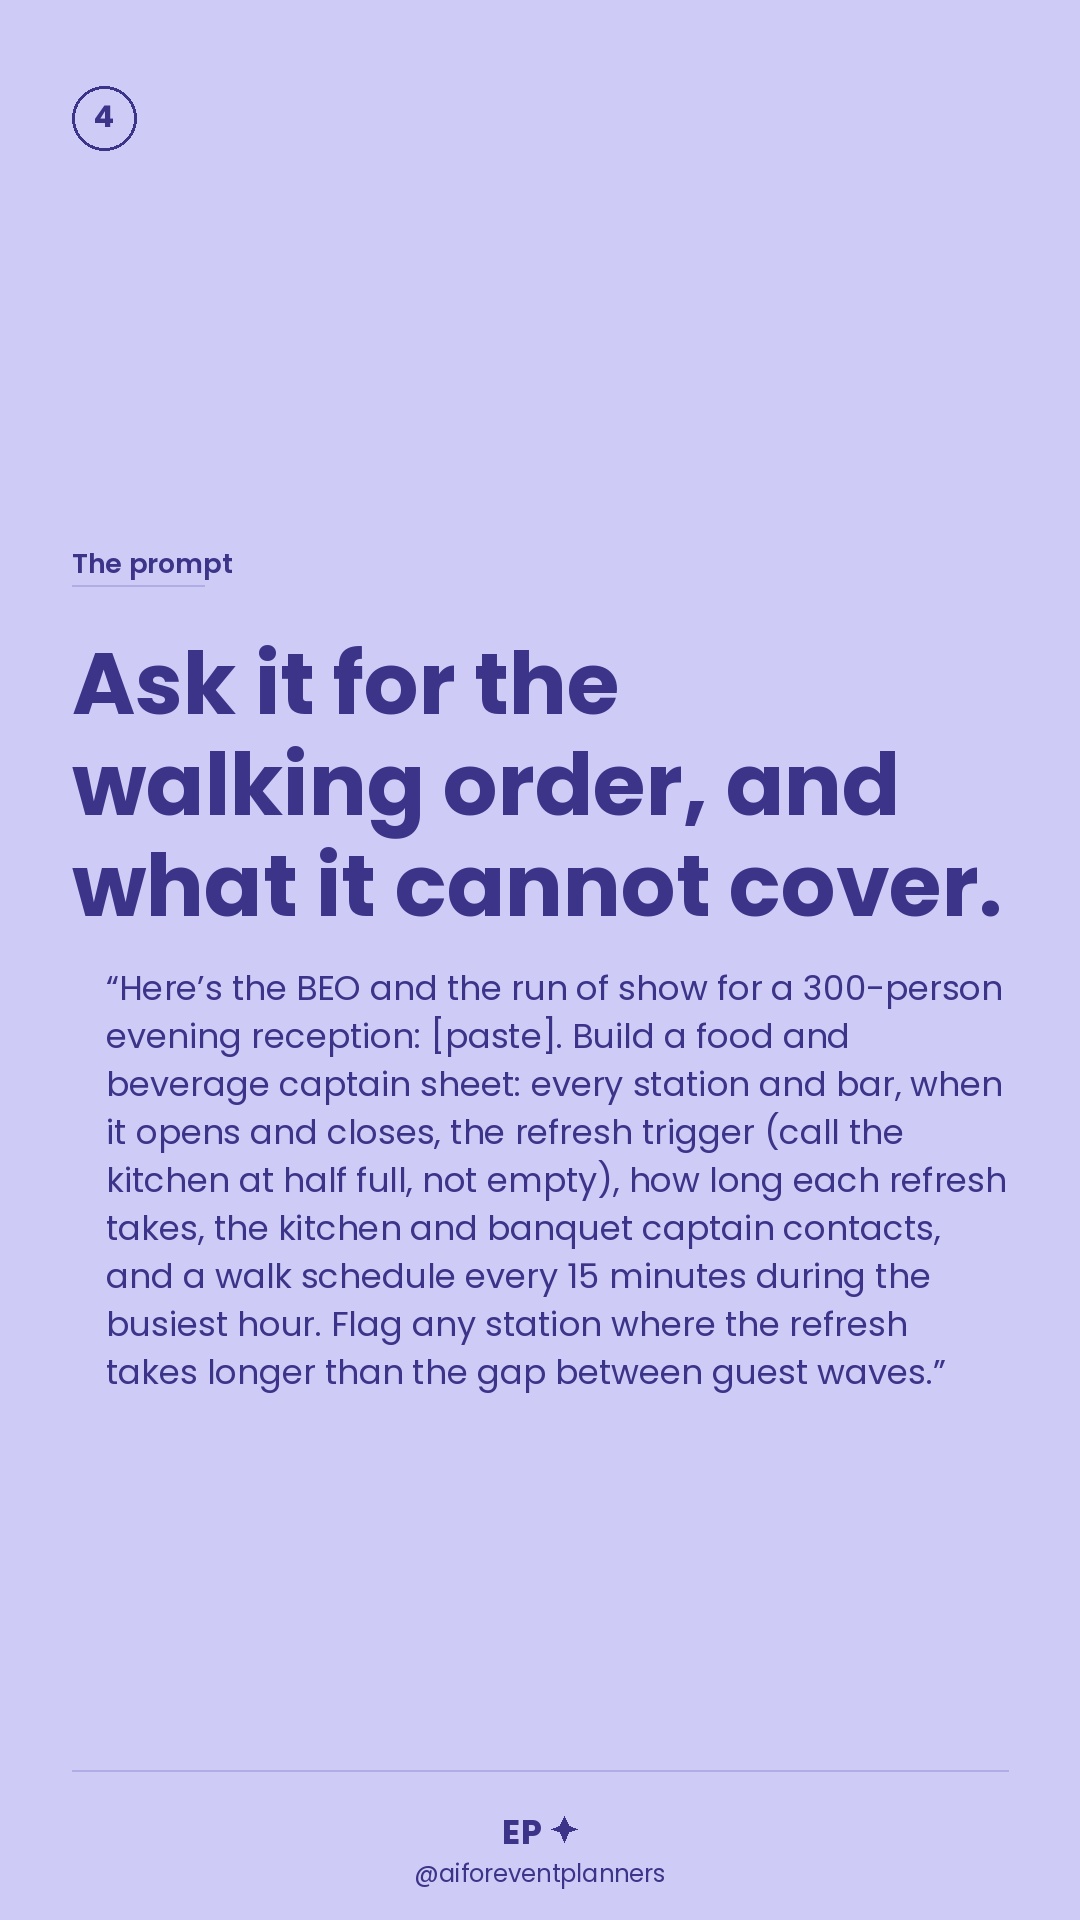 4
The prompt
Ask it for the
walking order, and
what it cannot cover.
“Here’s the BEO and the run of show for a 300-person
evening reception: [paste]. Build a food and
beverage captain sheet: every station and bar, when
it opens and closes, the refresh trigger (call the
kitchen at half full, not empty), how long each refresh
takes, the kitchen and banquet captain contacts,
and a walk schedule every 15 minutes during the
busiest hour. Flag any station where the refresh
takes longer than the gap between guest waves.”
EP
@aiforeventplanners